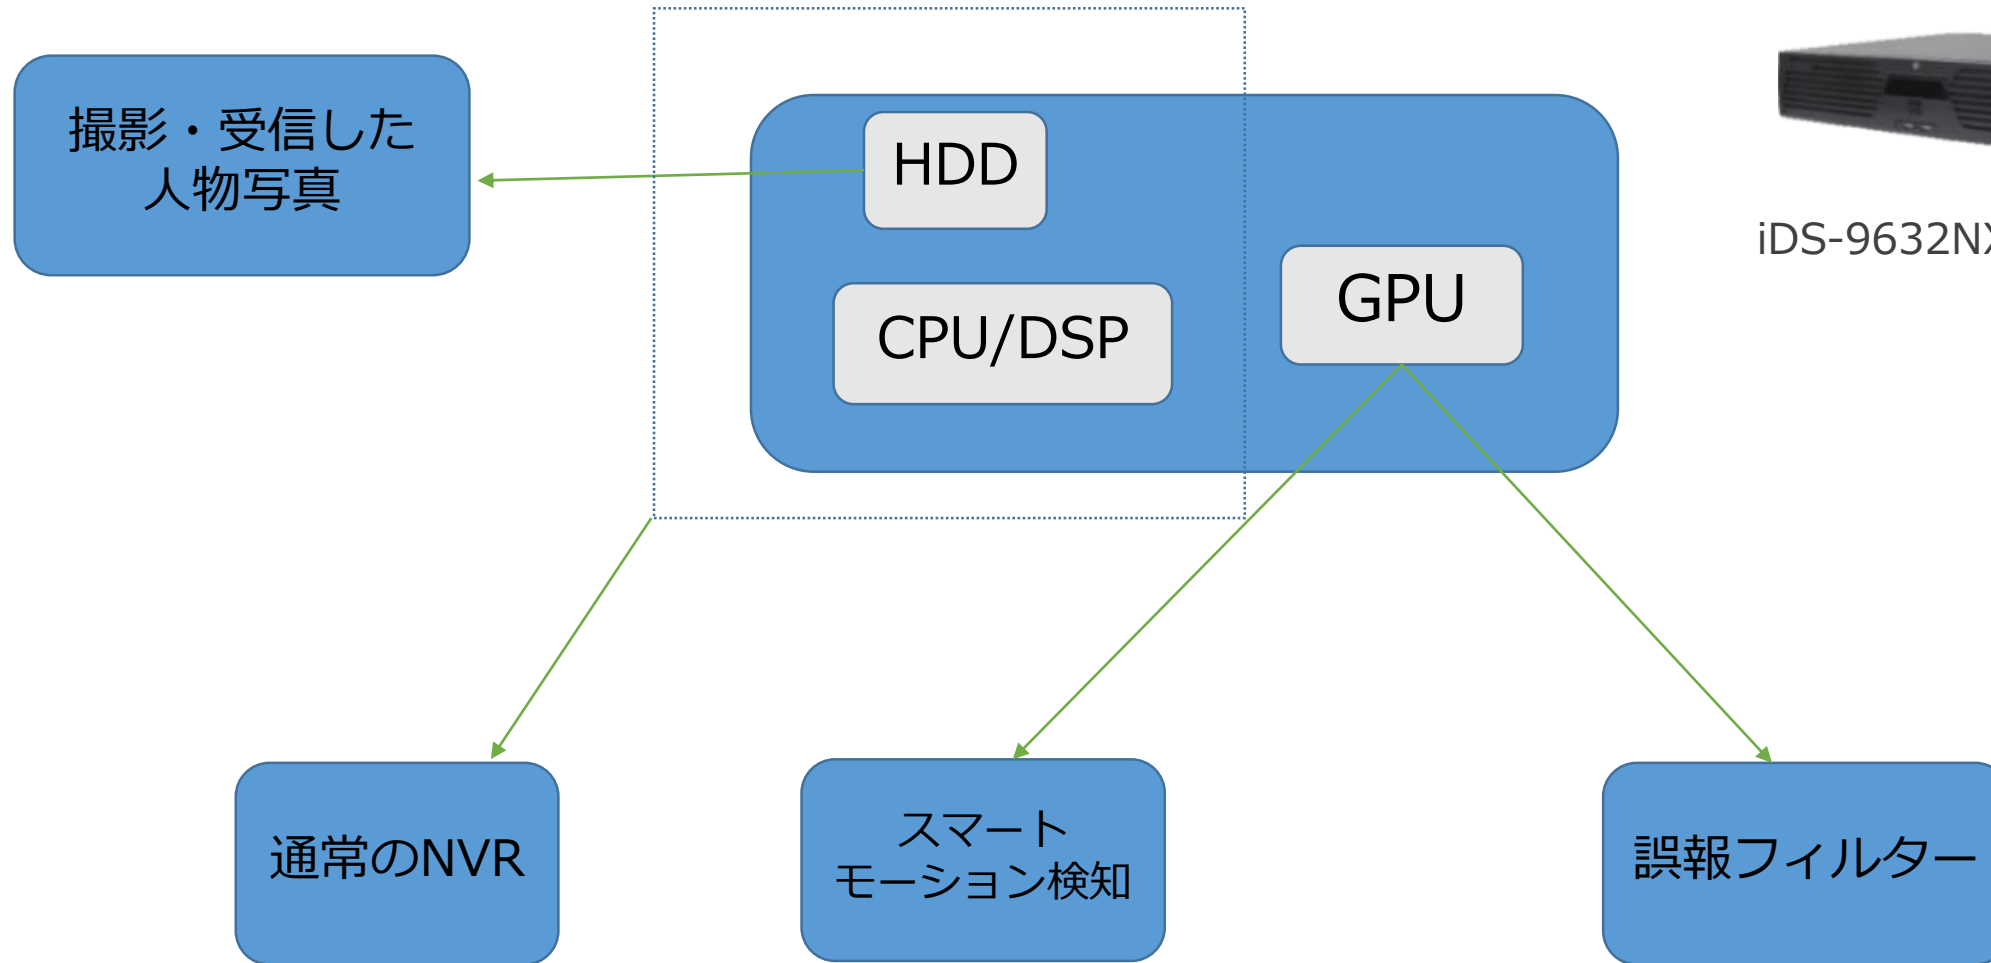 撮影・受信した
人物写真
HDD
CPU/DSP
GPU
iDS-9632NX
通常のNVR
スマート
モーション検知
誤報フィルター